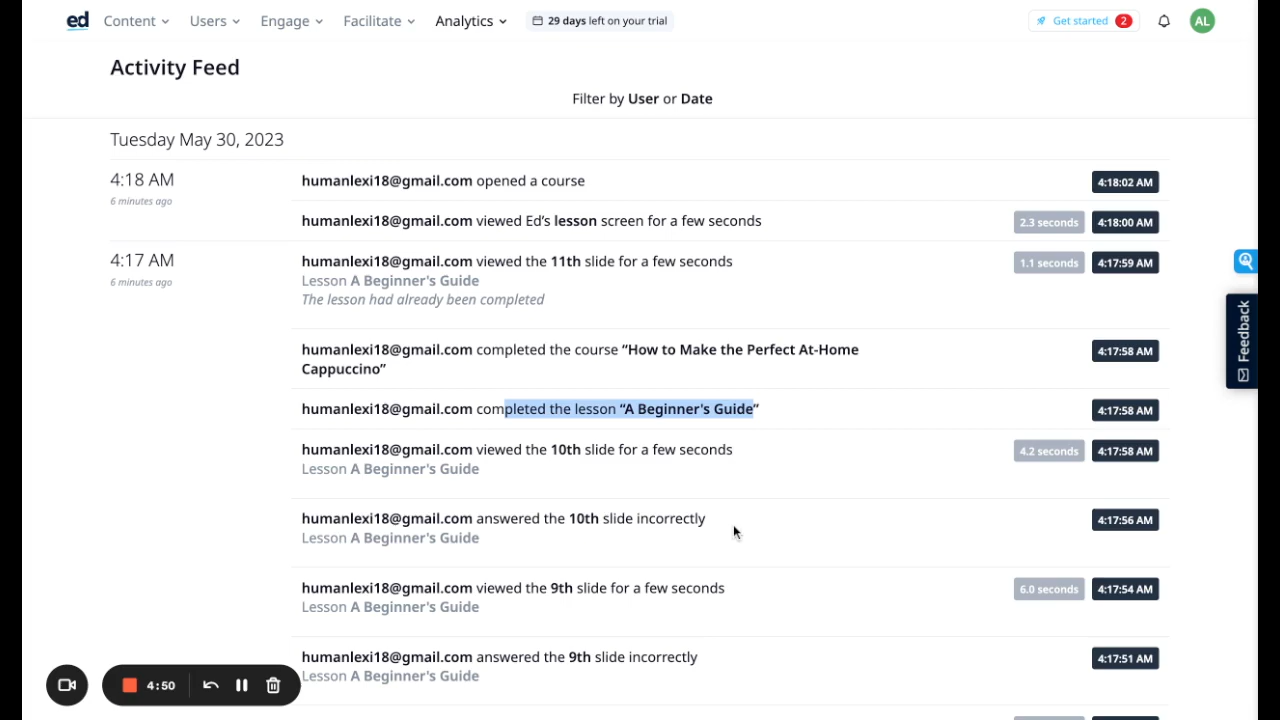 ed Content Users Engage Facilitate Analytics 29 days left on your trial Get started 2 AL
Activity Feed
Filter by User or Date
Tuesday May 30, 2023
4:18 AM
6 minutes ago
humanlexi18@gmail.com opened a course 4:18:02 AM
humanlexi18@gmail.com viewed Ed's lesson screen for a few seconds 2.3 seconds 4:18:00 AM
4:17 AM
6 minutes ago
humanlexi18@gmail.com viewed the 11th slide for a few seconds 1.1 seconds 4:17:59 AM
Lesson A Beginner's Guide
The lesson had already been completed
humanlexi18@gmail.com completed the course “How to Make the Perfect At-Home 4:17:58 AM
Cappuccino”
humanlexi18@gmail.com completed the lesson “A Beginner's Guide” 4:17:58 AM
humanlexi18@gmail.com viewed the 10th slide for a few seconds 4.2 seconds 4:17:58 AM
Lesson A Beginner's Guide
humanlexi18@gmail.com answered the 10th slide incorrectly 4:17:56 AM
Lesson A Beginner's Guide
humanlexi18@gmail.com viewed the 9th slide for a few seconds 6.0 seconds 4:17:54 AM
Lesson A Beginner's Guide
humanlexi18@gmail.com answered the 9th slide incorrectly 4:17:51 AM
Lesson A Beginner's Guide
Feedback
4:50